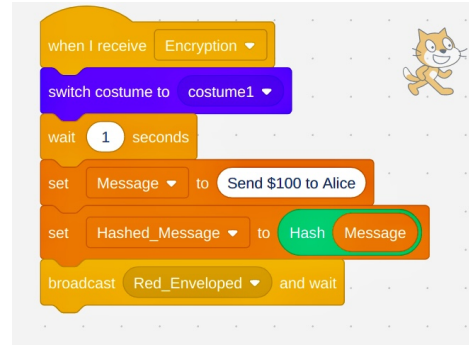 when I receive Encryption
switch costume to costume1
wait 1 seconds
set Message to Send $100 to Alice
set Hashed_Message to Hash Message
broadcast Red_Enveloped and wait